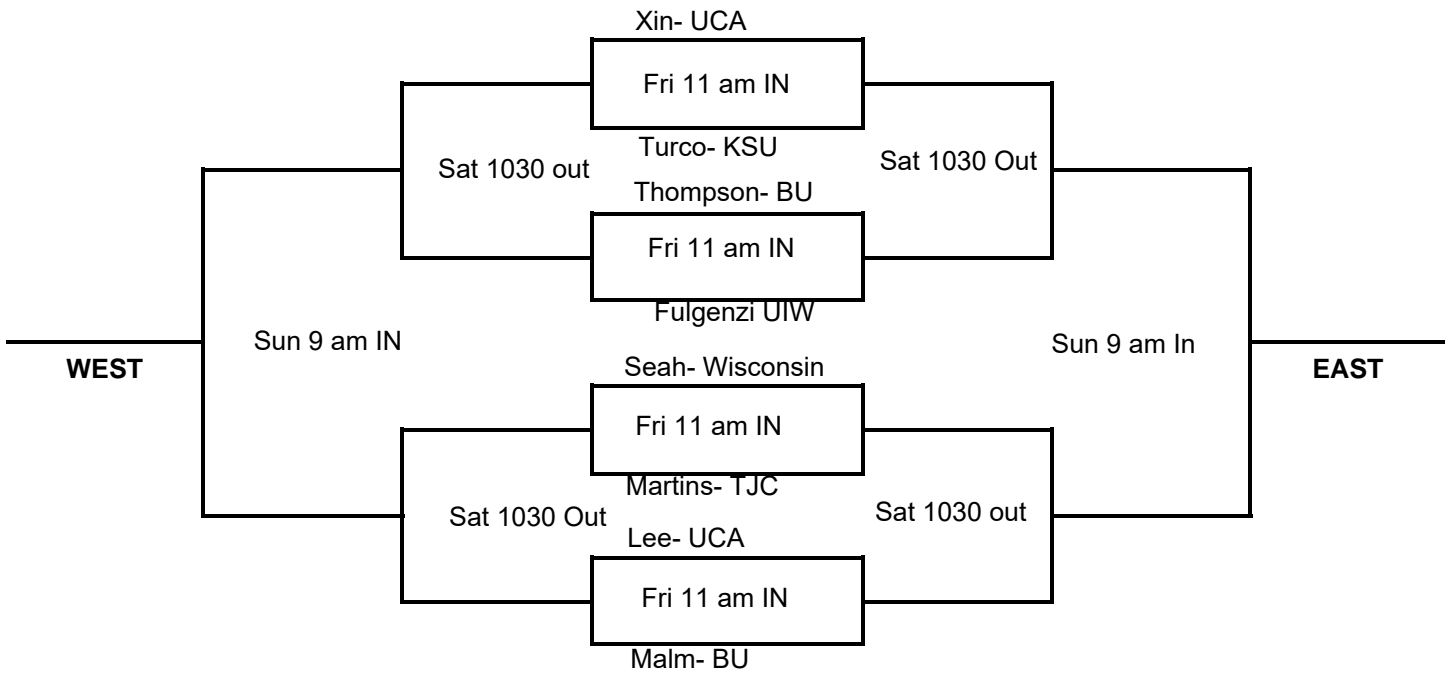 Xin- UCA
Fri 11 am IN
Turco- KSU
Sat 1030 out
Sat 1030 Out
Thompson- BU
Fri 11 am IN
Fulgenzi UIW
Sun 9 am IN
Sun 9 am In
WEST
EAST
Seah- Wisconsin
Fri 11 am IN
Martins- TJC
Sat 1030 Out
Sat 1030 out
Lee- UCA
Fri 11 am IN
Malm- BU